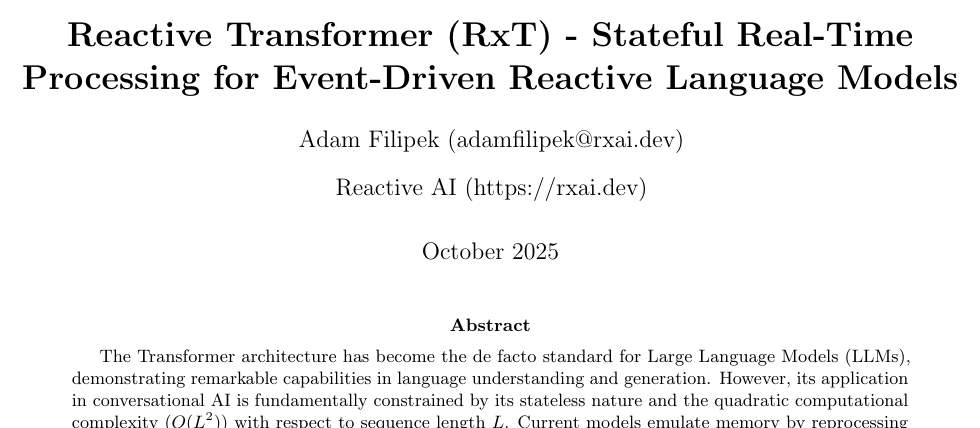 Reactive Transformer (RxT) - Stateful Real-Time
Processing for Event-Driven Reactive Language Models
Adam Filipek (adamfilipek@rxai.dev)
Reactive AI (https://rxai.dev)
October 2025
Abstract
The Transformer architecture has become the de facto standard for Large Language Models (LLMs),
demonstrating remarkable capabilities in language understanding and generation. However, its application
in conversational AI is fundamentally constrained by its stateless nature and the quadratic computational
complexity (O(L²)) with respect to sequence length L. Current models emulate memory by reprocessing